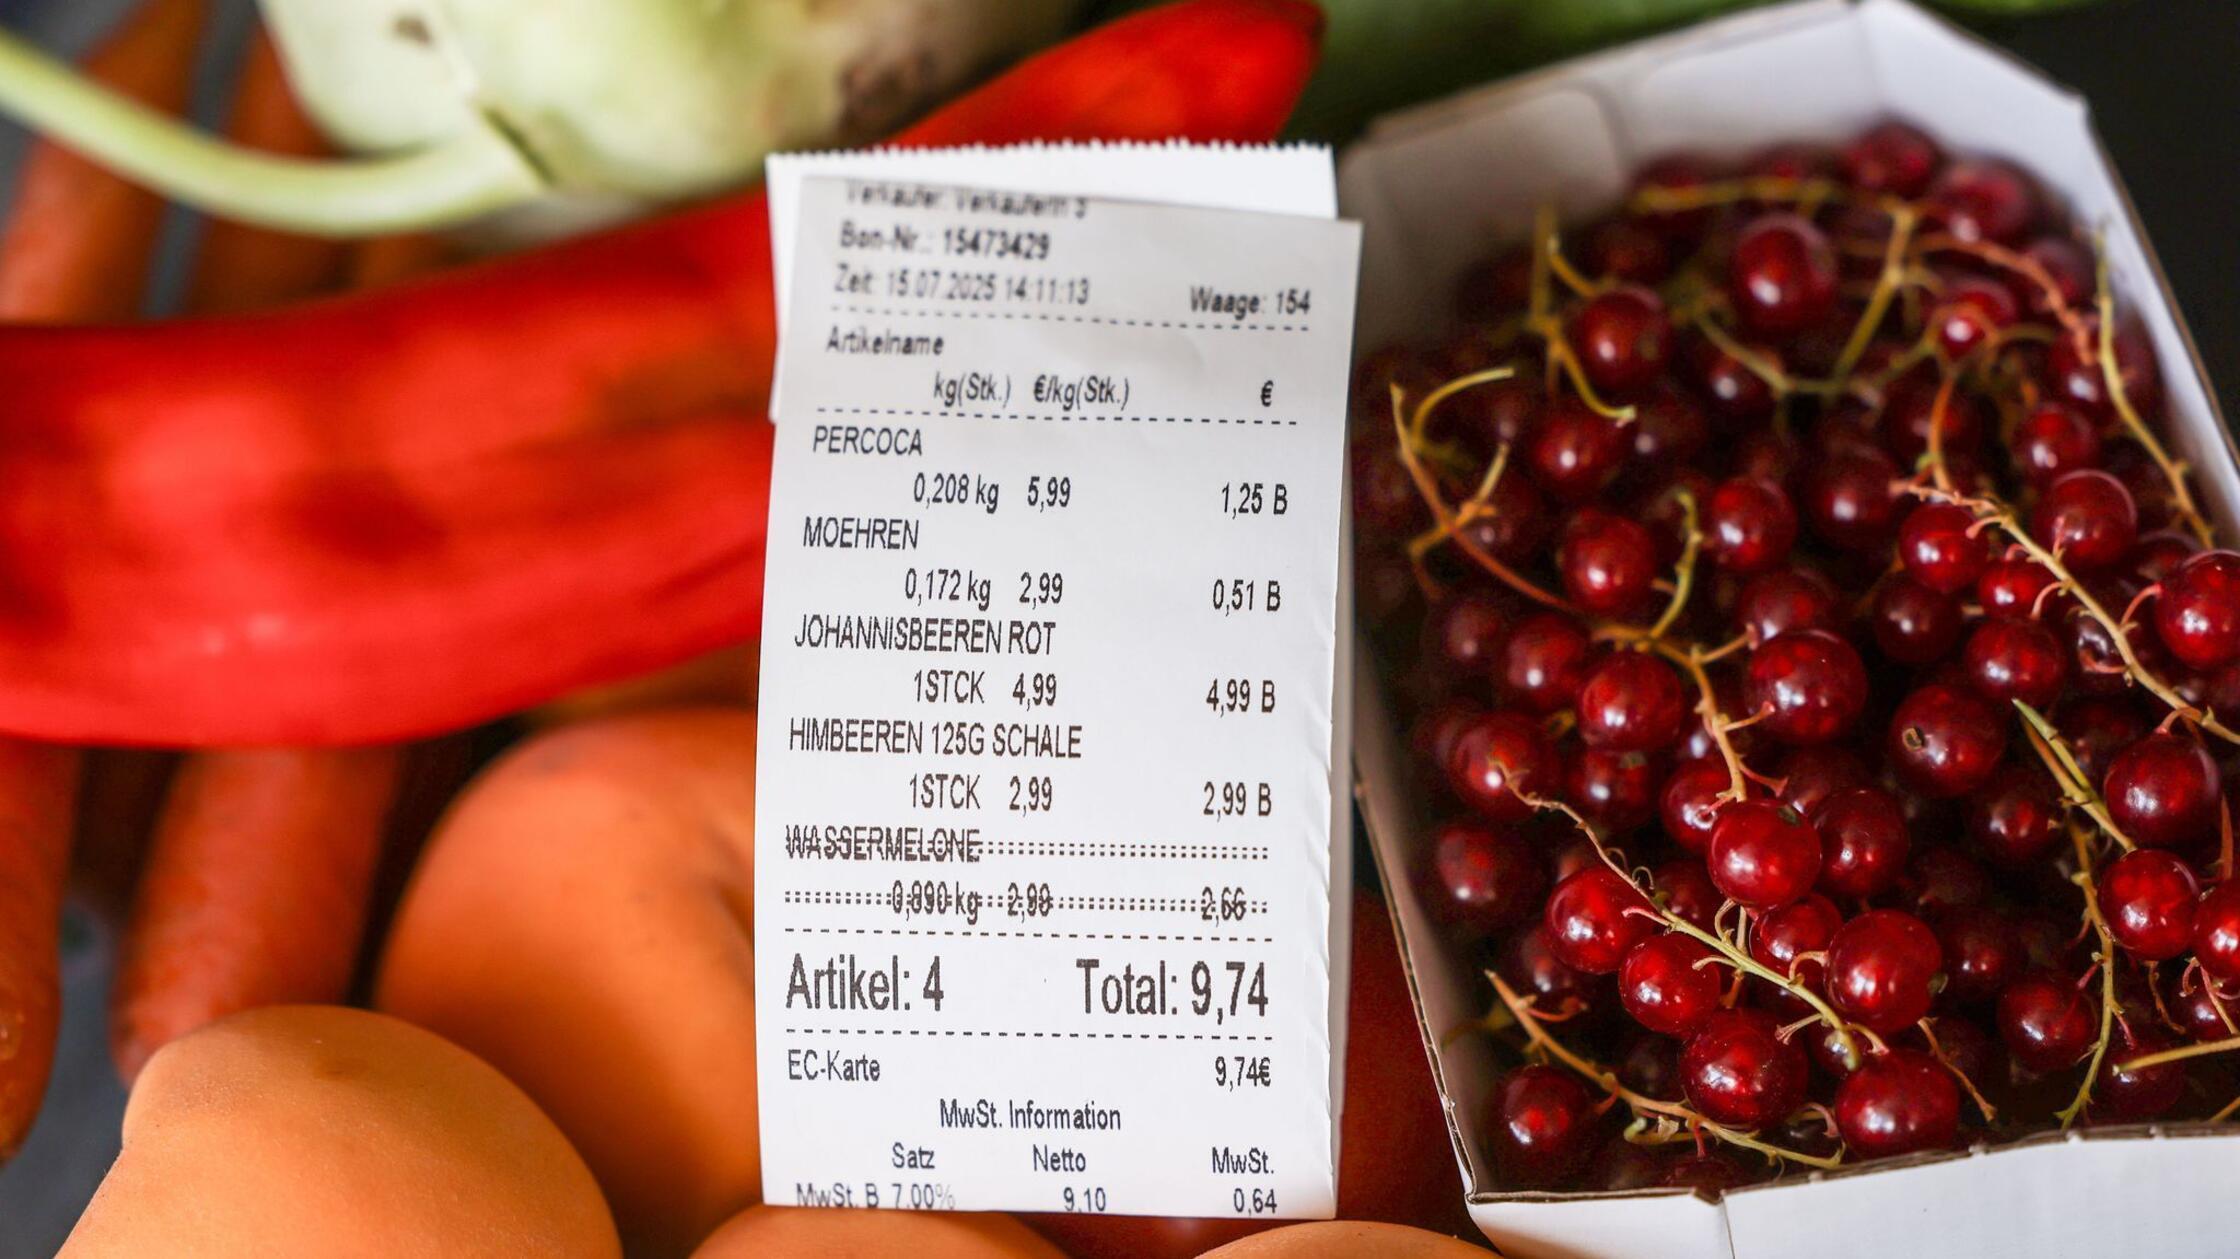 Verkäufer: Verkäuferin 3
Bon-Nr.: 15473429
Zeit: 15.07.2025 14:11:13 Waage: 154
Artikelname
kg(Stk.) €/kg(Stk.) €
PERCOCA
0,208 kg 5,99 1,25 B
MOEHREN
0,172 kg 2,99 0,51 B
JOHANNISBEEREN ROT
1STCK 4,99 4,99 B
HIMBEEREN 125G SCHALE
1STCK 2,99 2,99 B
WASSERMELONE
0,890 kg 2,99 2,66
Artikel: 4 Total: 9,74
EC-Karte 9,74€
MwSt. Information
Satz Netto MwSt.
MwSt. B 7.00% 9,10 0,64